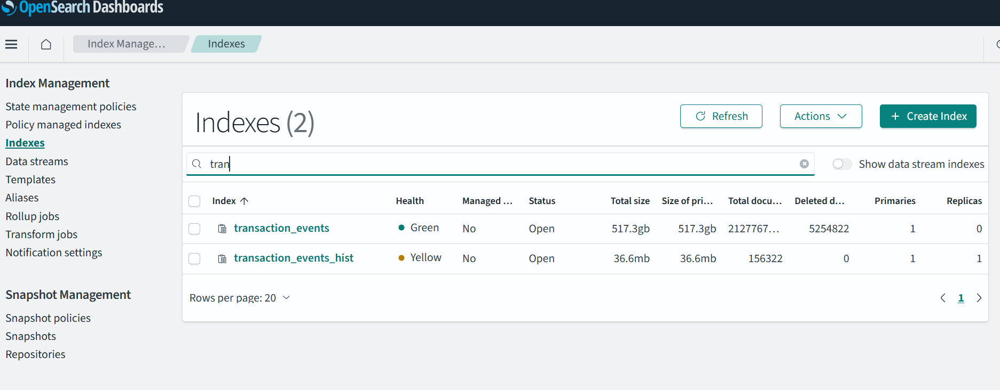 OpenSearch Dashboards
Index Manage...
Indexes
Index Management
State management policies
Policy managed indexes
Indexes
Data streams
Templates
Aliases
Rollup jobs
Transform jobs
Notification settings
Snapshot Management
Snapshot policies
Snapshots
Repositories
Indexes (2)
Refresh
Actions
+ Create Index
tran
Show data stream indexes
Index ↑ Health Managed ... Status Total size Size of pri... Total docu... Deleted d... Primaries Replicas
transaction_events Green No Open 517.3gb 517.3gb 2127767... 5254822 1 0
transaction_events_hist Yellow No Open 36.6mb 36.6mb 156322 0 1 1
Rows per page: 20
< 1 >